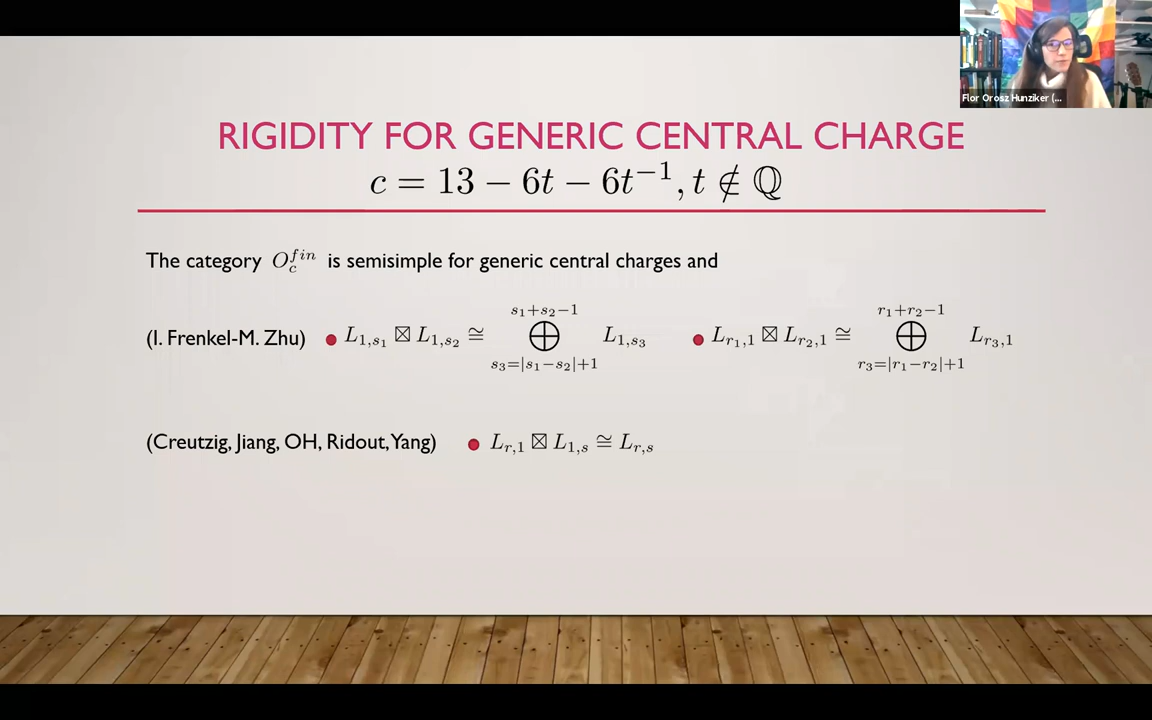 Flor Orosz Hunziker (...
RIGIDITY FOR GENERIC CENTRAL CHARGE
c = 13 − 6t − 6t⁻¹, t ∉ ℚ
The category O_c^{fin} is semisimple for generic central charges and
(I. Frenkel-M. Zhu) • L_{1,s_1} ⊠ L_{1,s_2} ≅ ⊕_{s_3=|s_1−s_2|+1}^{s_1+s_2−1} L_{1,s_3} • L_{r_1,1} ⊠ L_{r_2,1} ≅ ⊕_{r_3=|r_1−r_2|+1}^{r_1+r_2−1} L_{r_3,1}
(Creutzig, Jiang, OH, Ridout, Yang) • L_{r,1} ⊠ L_{1,s} ≅ L_{r,s}